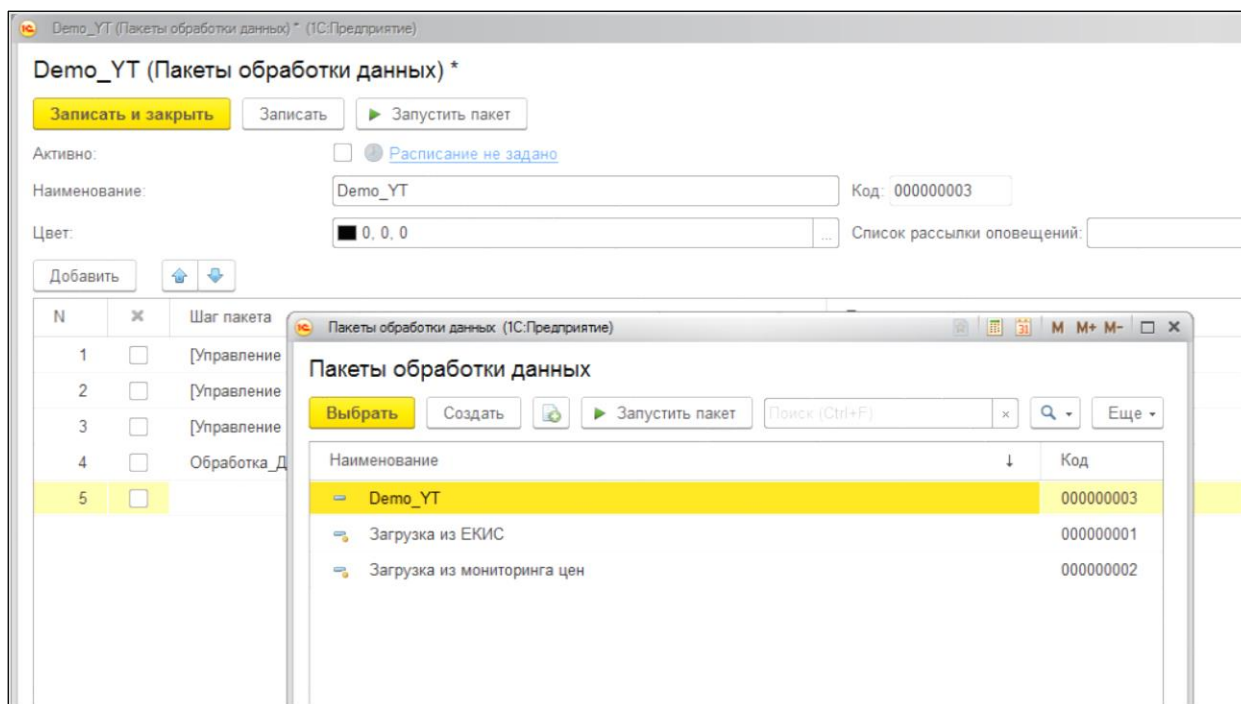 Demo_YT (Пакеты обработки данных) * (1С:Предприятие)
Demo_YT (Пакеты обработки данных) *
Записать и закрыть Записать Запустить пакет
Активно: Расписание не задано
Наименование: Demo_YT Код: 000000003
Цвет: 0, 0, 0 ... Список рассылки оповещений:
Добавить
N Шаг пакета
1 [Управление
2 [Управление
3 [Управление
4 Обработка_Д
5
Пакеты обработки данных (1С:Предприятие) 31 M M+ M-
Пакеты обработки данных
Выбрать Создать Запустить пакет Поиск (Ctrl+F) × Еще
Наименование ↓ Код
Demo_YT 000000003
Загрузка из ЕКИС 000000001
Загрузка из мониторинга цен 000000002